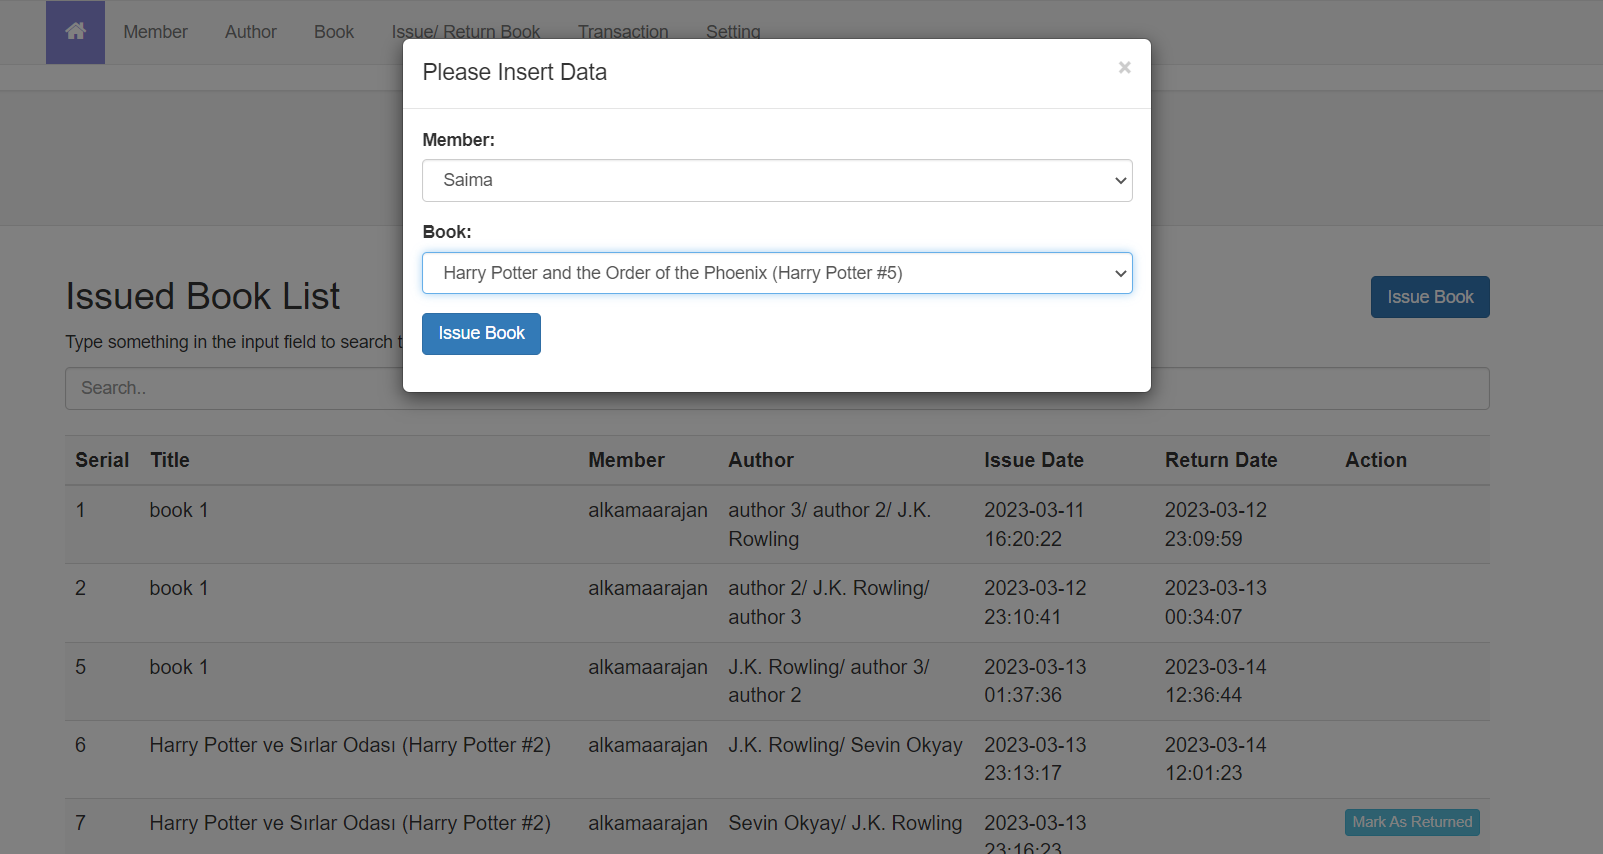 Member Author Book Issue/ Return Book Transaction Setting
Please Insert Data ×
Member:
Saima
Book:
Harry Potter and the Order of the Phoenix (Harry Potter #5)
Issue Book
Issued Book List
Issue Book
Type something in the input field to search
Search..
Serial Title Member Author Issue Date Return Date Action
1 book 1 alkamaarajan author 3/ author 2/ J.K. 2023-03-11 2023-03-12
Rowling 16:20:22 23:09:59
2 book 1 alkamaarajan author 2/ J.K. Rowling/ 2023-03-12 2023-03-13
author 3 23:10:41 00:34:07
5 book 1 alkamaarajan J.K. Rowling/ author 3/ 2023-03-13 2023-03-14
author 2 01:37:36 12:36:44
6 Harry Potter ve Sırlar Odası (Harry Potter #2) alkamaarajan J.K. Rowling/ Sevin Okyay 2023-03-13 2023-03-14
23:13:17 12:01:23
7 Harry Potter ve Sırlar Odası (Harry Potter #2) alkamaarajan Sevin Okyay/ J.K. Rowling 2023-03-13 Mark As Returned
23:16:23